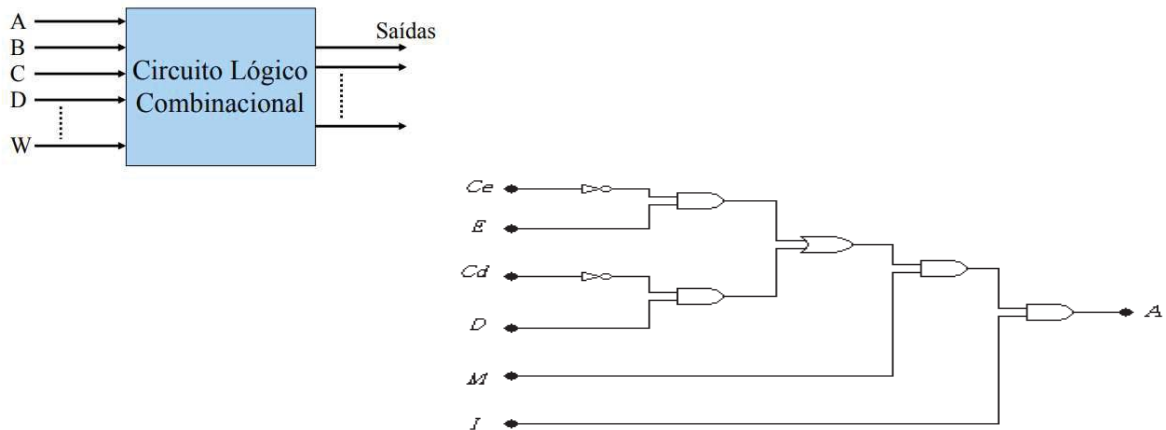 A
B
C
D
W
Circuito Lógico
Combinacional
Saídas
Ce
E
Cd
D
M
I
A